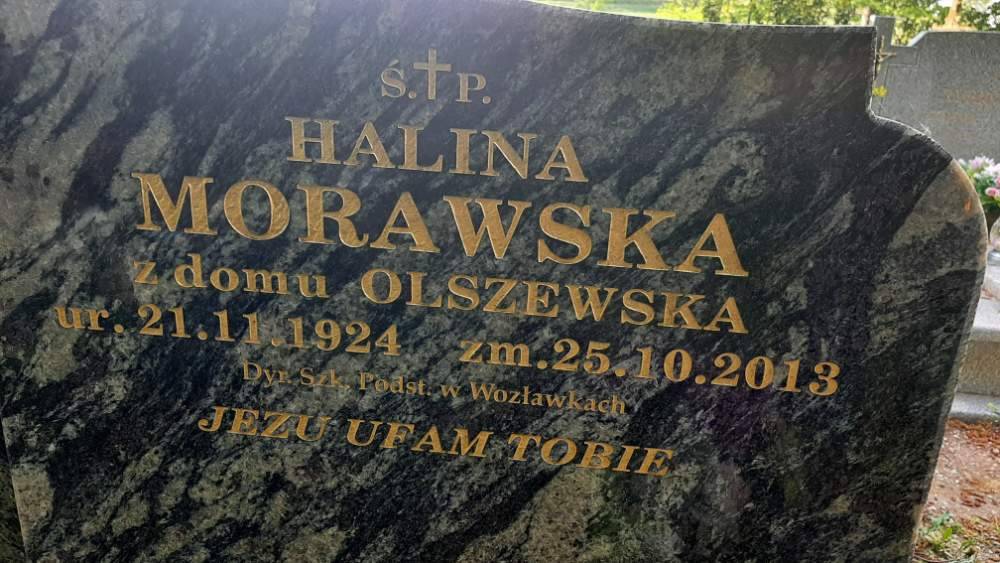 Ś.✝P.
HALINA
MORAWSKA
z domu OLSZEWSKA
ur. 21.11.1924 zm.25.10.2013
Dyr. Szk. Podst. w Wozławkach
JEZU UFAM TOBIE